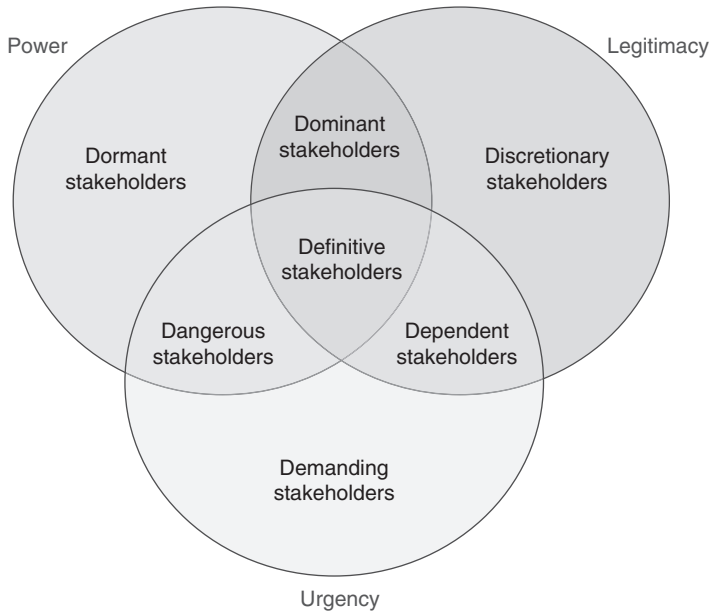 Power
Legitimacy
Dominant
stakeholders
Dormant
stakeholders
Discretionary
stakeholders
Definitive
stakeholders
Dangerous
stakeholders
Dependent
stakeholders
Demanding
stakeholders
Urgency